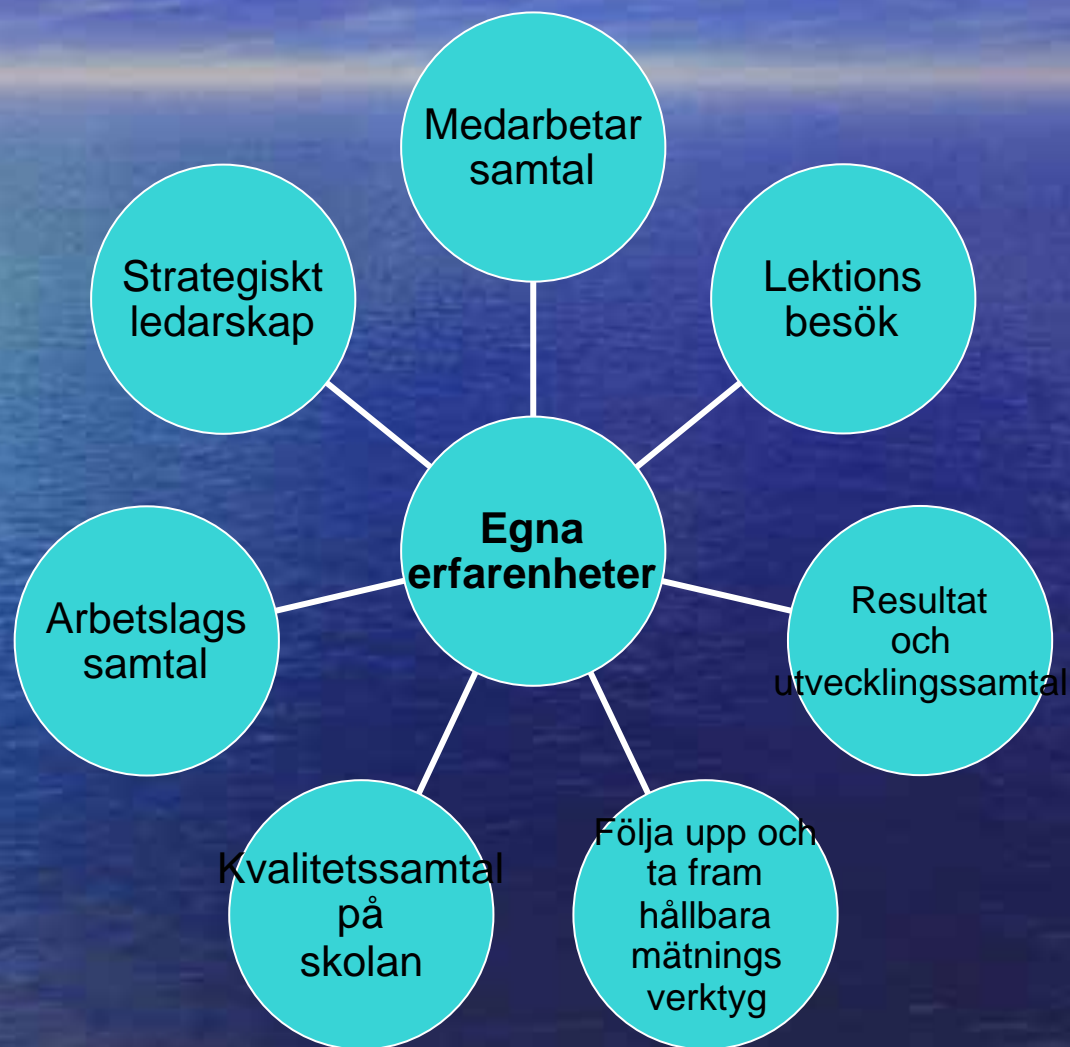 Medarbetar
samtal
Strategiskt
ledarskap
Lektions
besök
Egna
erfarenheter
Arbetslags
samtal
Resultat
och
utvecklingssamtal
Kvalitetssamtal
på
skolan
Följa upp och
ta fram
hållbara
mätnings
verktyg